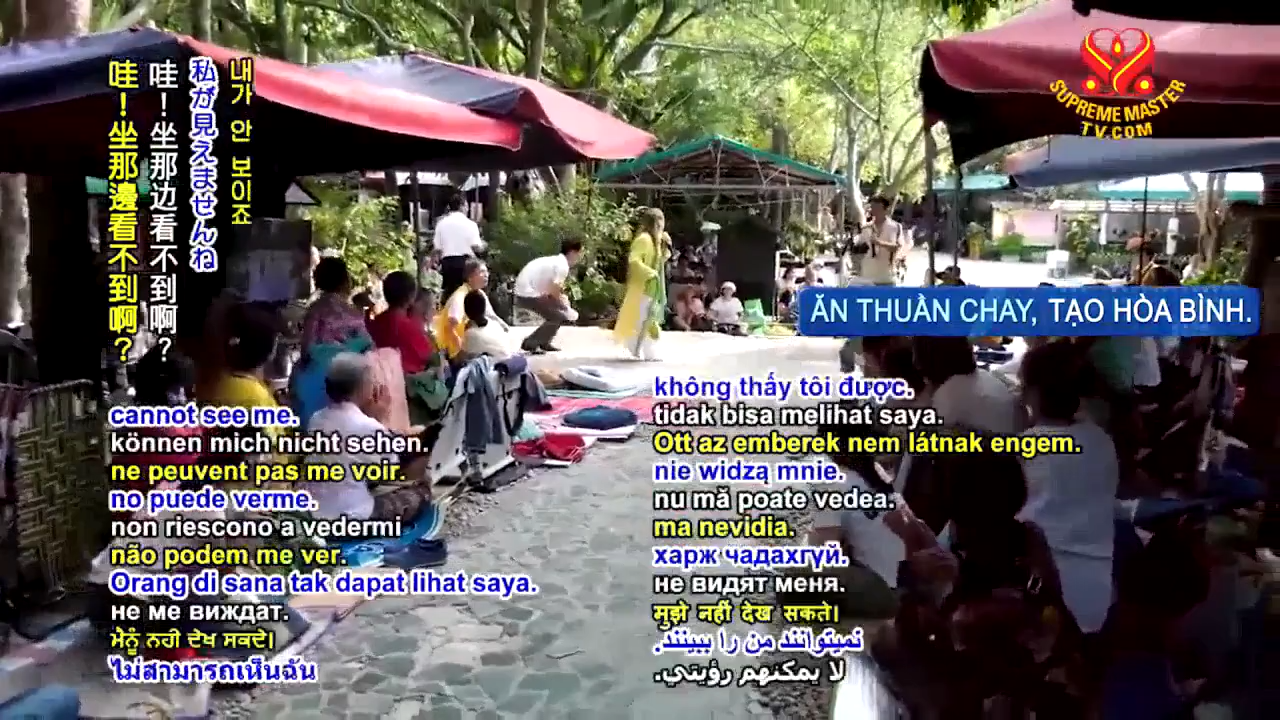 哇！坐那邊看不到啊？
哇！坐那边看不到啊？
私が見えませんね
내가 안 보이죠
SUPREME MASTER
TV.COM
ĂN THUẦN CHAY, TẠO HÒA BÌNH.
cannot see me.
können mich nicht sehen.
ne peuvent pas me voir.
no puede verme.
non riescono a vedermi
não podem me ver.
Orang di sana tak dapat lihat saya.
не ме виждат.
ਮੈਨੂੰ ਨਹੀ ਦੇਖ ਸਕਦੇ।
ไม่สามารถเห็นฉัน
không thấy tôi được.
tidak bisa melihat saya.
Ott az emberek nem látnak engem.
nie widzą mnie.
nu mă poate vedea.
ma nevidia.
харж чадахгүй.
не видят меня.
मुझे नहीं देख सकते।
نمیتوانند من را ببینند.
لا يمكنهم رؤيتي.